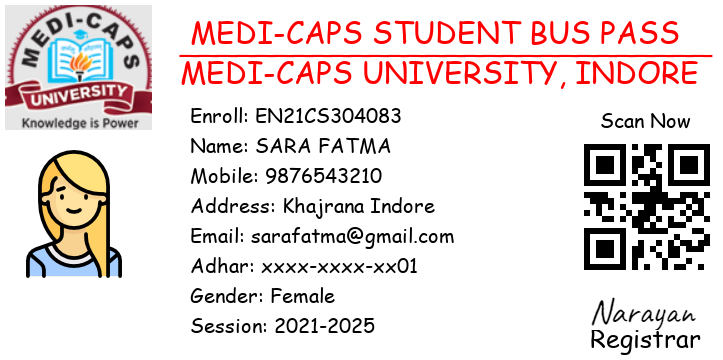 MEDI-CAPS
UNIVERSITY
Knowledge is Power
MEDI-CAPS STUDENT BUS PASS
MEDI-CAPS UNIVERSITY, INDORE
Enroll: EN21CS304083
Name: SARA FATMA
Mobile: 9876543210
Address: Khajrana Indore
Email: sarafatma@gmail.com
Adhar: xxxx-xxxx-xx01
Gender: Female
Session: 2021-2025
Scan Now
Narayan
Registrar